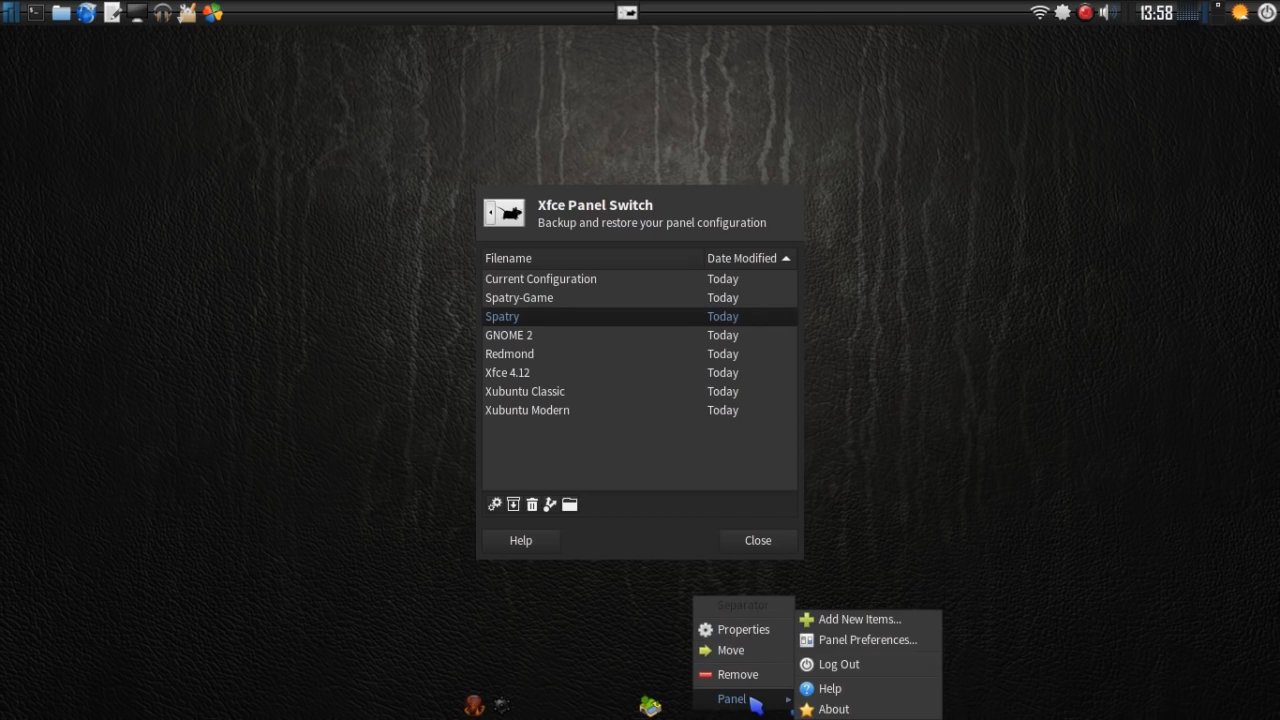 13:58
Xfce Panel Switch
Backup and restore your panel configuration
Filename Date Modified
Current Configuration Today
Spatry-Game Today
Spatry Today
GNOME 2 Today
Redmond Today
Xfce 4.12 Today
Xubuntu Classic Today
Xubuntu Modern Today
Help Close
Separator
Properties
Move
Remove
Panel
Add New Items...
Panel Preferences...
Log Out
Help
About